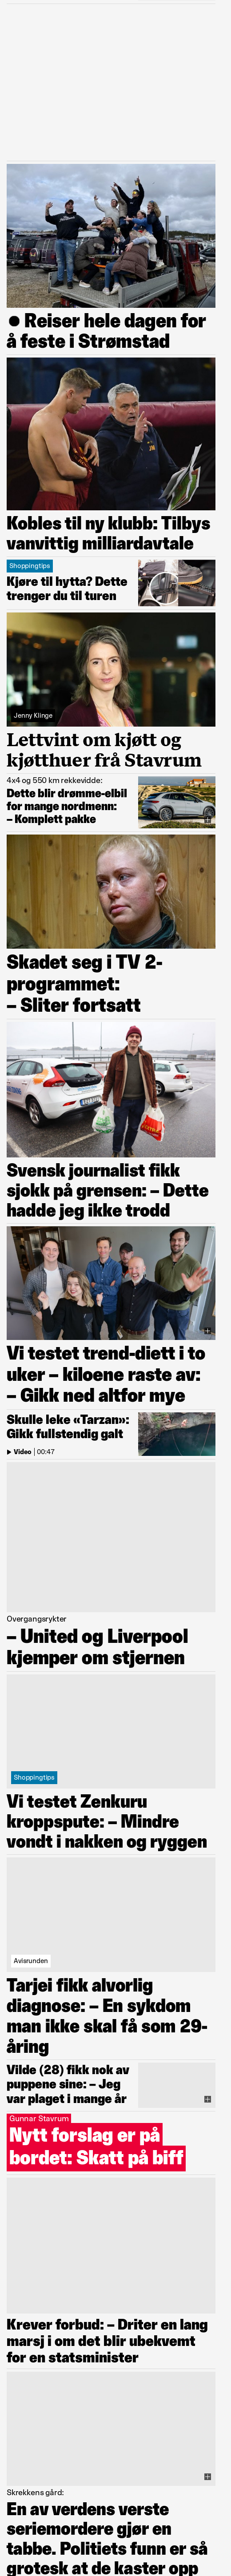 ● Reiser hele dagen for
å feste i Strømstad
Kobles til ny klubb: Tilbys
vanvittig milliardavtale
Shoppingtips
Kjøre til hytta? Dette
trenger du til turen
Jenny Klinge
Lettvint om kjøtt og
kjøtthuer frå Stavrum
4x4 og 550 km rekkevidde:
Dette blir drømme-elbil
for mange nordmenn:
– Komplett pakke
Skadet seg i TV 2-
programmet:
– Sliter fortsatt
Svensk journalist fikk
sjokk på grensen: – Dette
hadde jeg ikke trodd
Vi testet trend-diett i to
uker – kiloene raste av:
– Gikk ned altfor mye
Skulle leke «Tarzan»:
Gikk fullstendig galt
Video | 00:47
Overgangsrykter
– United og Liverpool
kjemper om stjernen
Shoppingtips
Vi testet Zenkuru
kroppspute: – Mindre
vondt i nakken og ryggen
Avisrunden
Tarjei fikk alvorlig
diagnose: – En sykdom
man ikke skal få som 29-
åring
Vilde (28) fikk nok av
puppene sine: – Jeg
var plaget i mange år
Gunnar Stavrum
Nytt forslag er på
bordet: Skatt på biff
Krever forbud: – Driter en lang
marsj i om det blir ubekvemt
for en statsminister
Skrekkens gård:
En av verdens verste
seriemordere gjør en
tabbe. Politiets funn er så
grotesk at de kaster opp